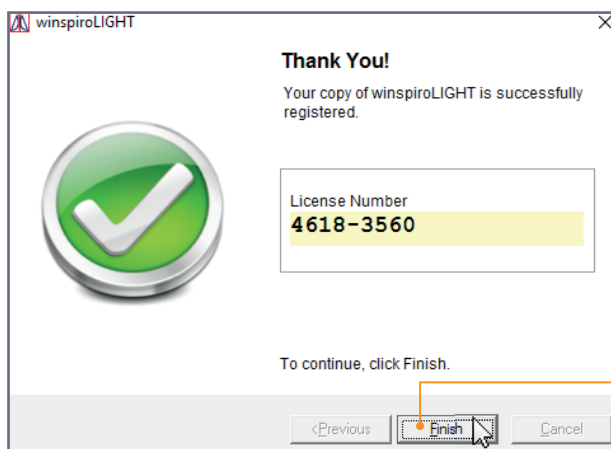 winspiroLIGHT
Thank You!
Your copy of winspiroLIGHT is successfully
registered.
License Number
4618-3560
To continue, click Finish.
<Previous
Finish
Cancel